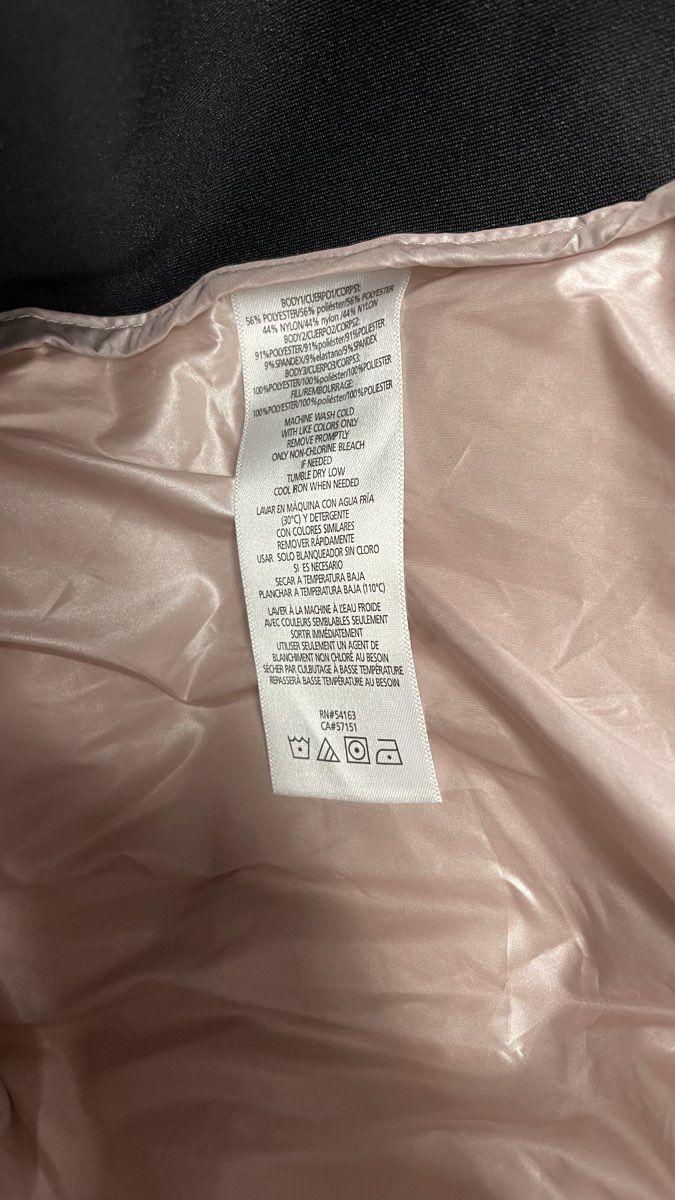 BODY1/CUERPO1/CORPS1:
56% POLYESTER/56% poliéster/56% POLYESTER
44% NYLON/44% nylon /44% NYLON
BODY2/CUERPO2/CORPS2:
91%POLYESTER/91%poliéster/91%POLIESTER
9%SPANDEX/9%elastano/9%SPANDEX
BODY3/CUERPO3/CORPS3:
100%POLYESTER/100%poliéster/100%POLYESTER
FILL/REMBOURRAGE:
100%POLYESTER/100%poliéster/100%POLYESTER
MACHINE WASH COLD
WITH LIKE COLORS ONLY
REMOVE PROMPTLY
ONLY NON-CHLORINE BLEACH
IF NEEDED
TUMBLE DRY LOW
COOL IRON WHEN NEEDED
LAVAR EN MÁQUINA CON AGUA FRÍA
(30°C) Y DETERGENTE
CON COLORES SIMILARES
REMOVER RÁPIDAMENTE
USAR SOLO BLANQUEADOR SIN CLORO
SI ES NECESARIO
SECAR A TEMPERATURA BAJA
PLANCHAR A TEMPERATURA BAJA (110°C)
LAVER À LA MACHINE À L'EAU FROIDE
AVEC COULEURS SEMBLABLES SEULEMENT
SORTIR IMMÉDIATEMENT
UTILISER SEULEMENT UN AGENT DE
BLANCHIMENT NON CHLORÉ AU BESOIN
SÉCHER PAR CULBUTAGE À BASSE TEMPÉRATURE
REPASSERÀ BASSE TEMPÉRATURE AU BESOIN
RN#54163
CA#57151